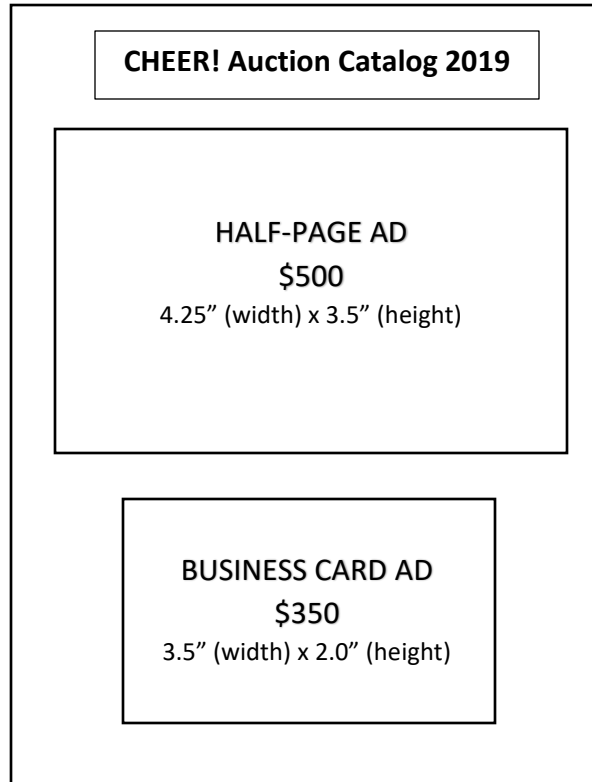 CHEER! Auction Catalog 2019
HALF-PAGE AD
$500
4.25” (width) x 3.5” (height)
BUSINESS CARD AD
$350
3.5” (width) x 2.0” (height)